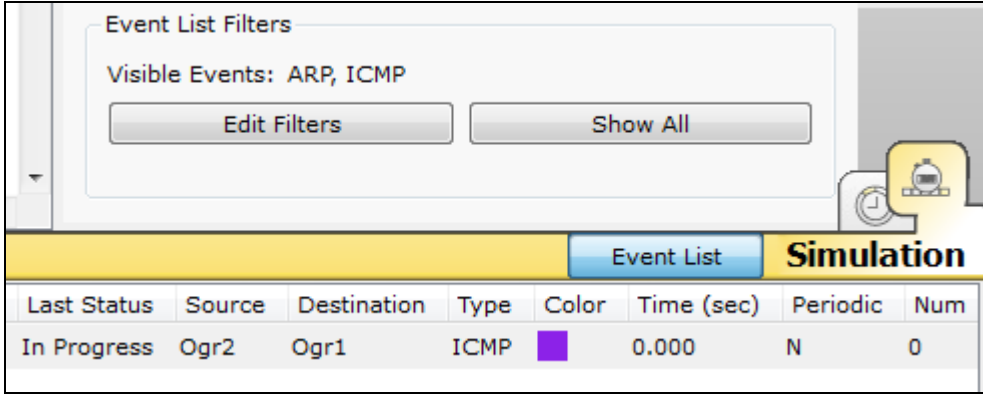 Event List Filters
Visible Events: ARP, ICMP
Edit Filters Show All
Event List Simulation
Last Status Source Destination Type Color Time (sec) Periodic Num
In Progress Ogr2 Ogr1 ICMP 0.000 N 0